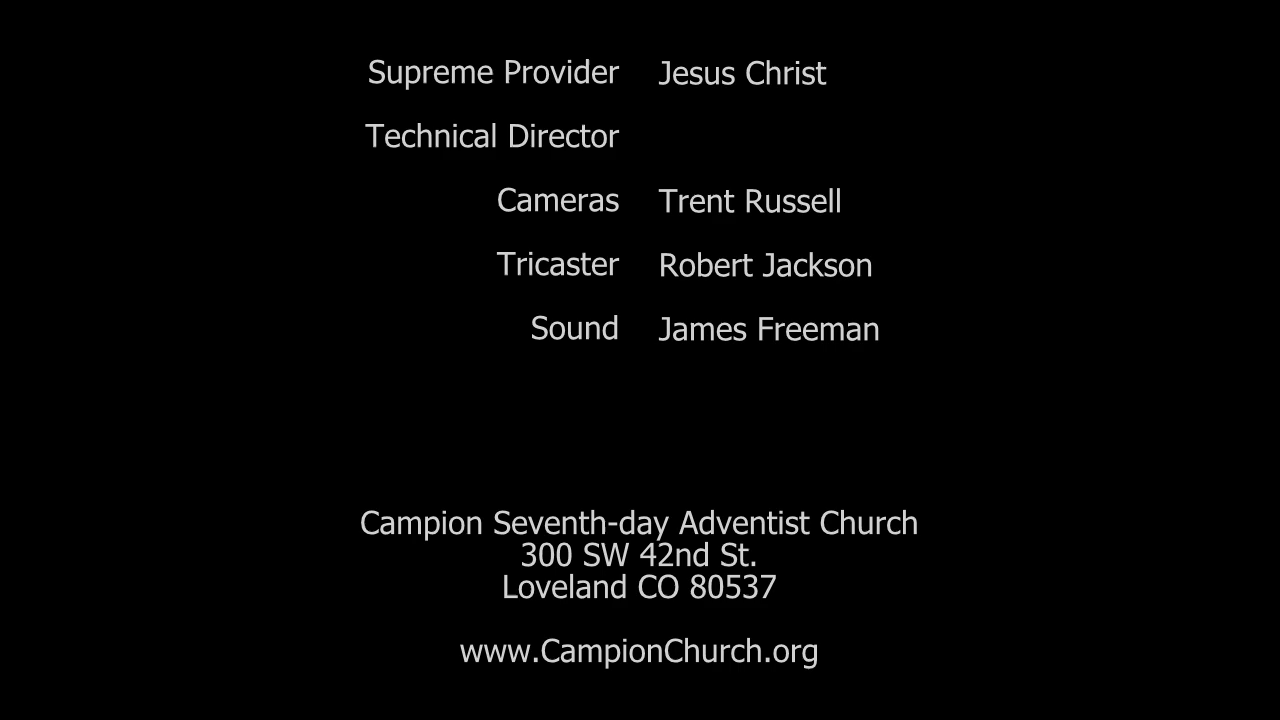 Supreme Provider Jesus Christ
Technical Director
Cameras Trent Russell
Tricaster Robert Jackson
Sound James Freeman
Campion Seventh-day Adventist Church
300 SW 42nd St.
Loveland CO 80537
www.CampionChurch.org